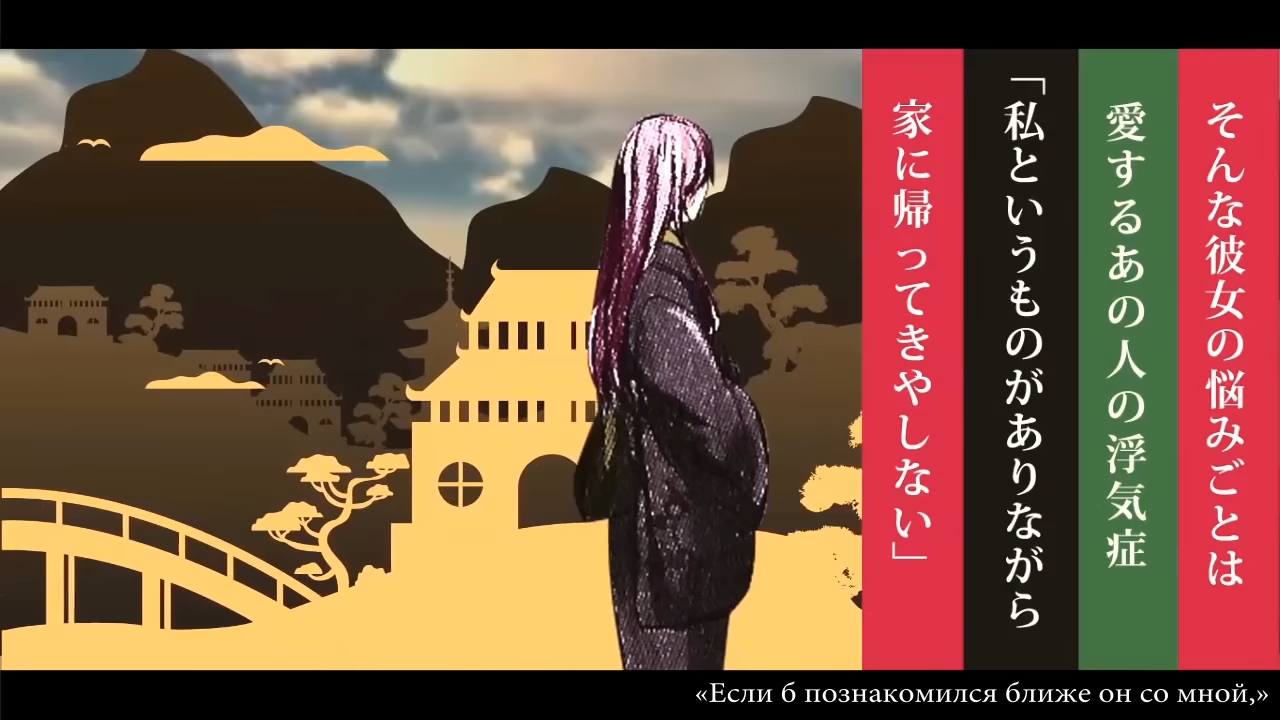 そんな彼女の悩みごとは
愛するあの人の浮気症
「私というものがありながら
家に帰ってきやしない」
«Если б познакомился ближе он со мной,»